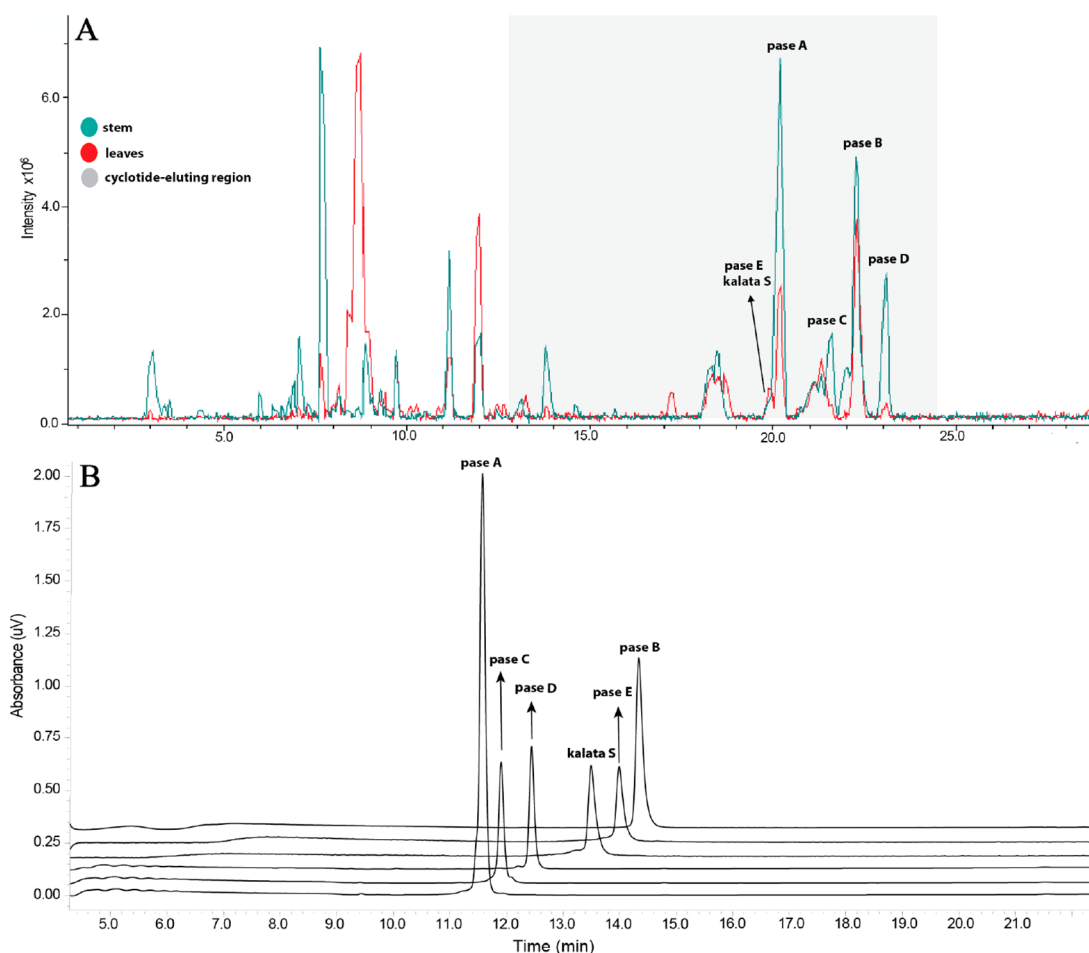 A
pase A
pase B
6.0
stem
leaves
cyclotide-eluting region
Intensity x10⁶
4.0
pase E
kalata S
pase D
pase C
2.0
0.0
5.0 10.0 15.0 20.0 25.0
B
pase A
2.00
1.75
1.50
1.25
1.00
0.75
0.50
0.25
0.00
Absorbance (uV)
pase C
pase D
kalata S
pase E
pase B
5.0 6.0 7.0 8.0 9.0 10.0 11.0 12.0 13.0 14.0 15.0 16.0 17.0 18.0 19.0 20.0 21.0
Time (min)